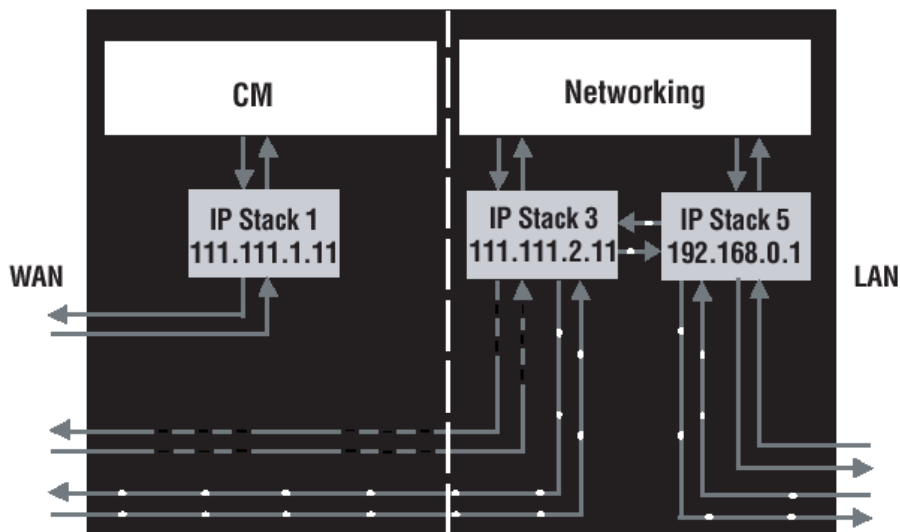 CM
Networking
IP Stack 1
111.111.1.11
IP Stack 3
111.111.2.11
IP Stack 5
192.168.0.1
WAN
LAN